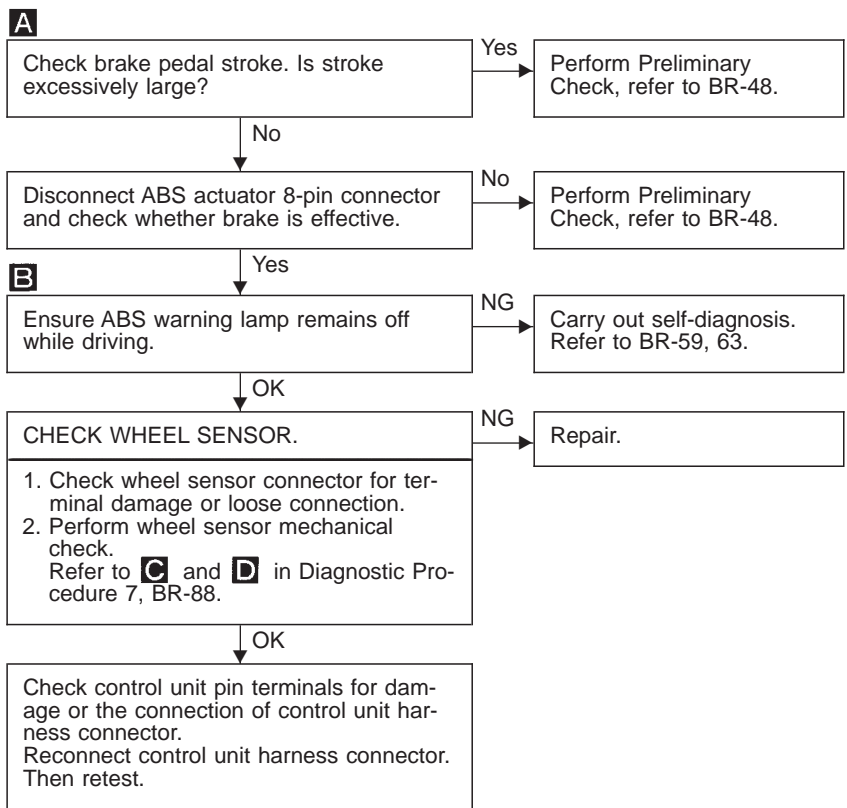 A
Check brake pedal stroke. Is stroke
excessively large?
Yes
Perform Preliminary
Check, refer to BR-48.
No
Disconnect ABS actuator 8-pin connector
and check whether brake is effective.
No
Perform Preliminary
Check, refer to BR-48.
Yes
B
Ensure ABS warning lamp remains off
while driving.
NG
Carry out self-diagnosis.
Refer to BR-59, 63.
OK
CHECK WHEEL SENSOR.
NG
Repair.
1. Check wheel sensor connector for ter-
minal damage or loose connection.
2. Perform wheel sensor mechanical
check.
Refer to C and D in Diagnostic Pro-
cedure 7, BR-88.
OK
Check control unit pin terminals for dam-
age or the connection of control unit har-
ness connector.
Reconnect control unit harness connector.
Then retest.